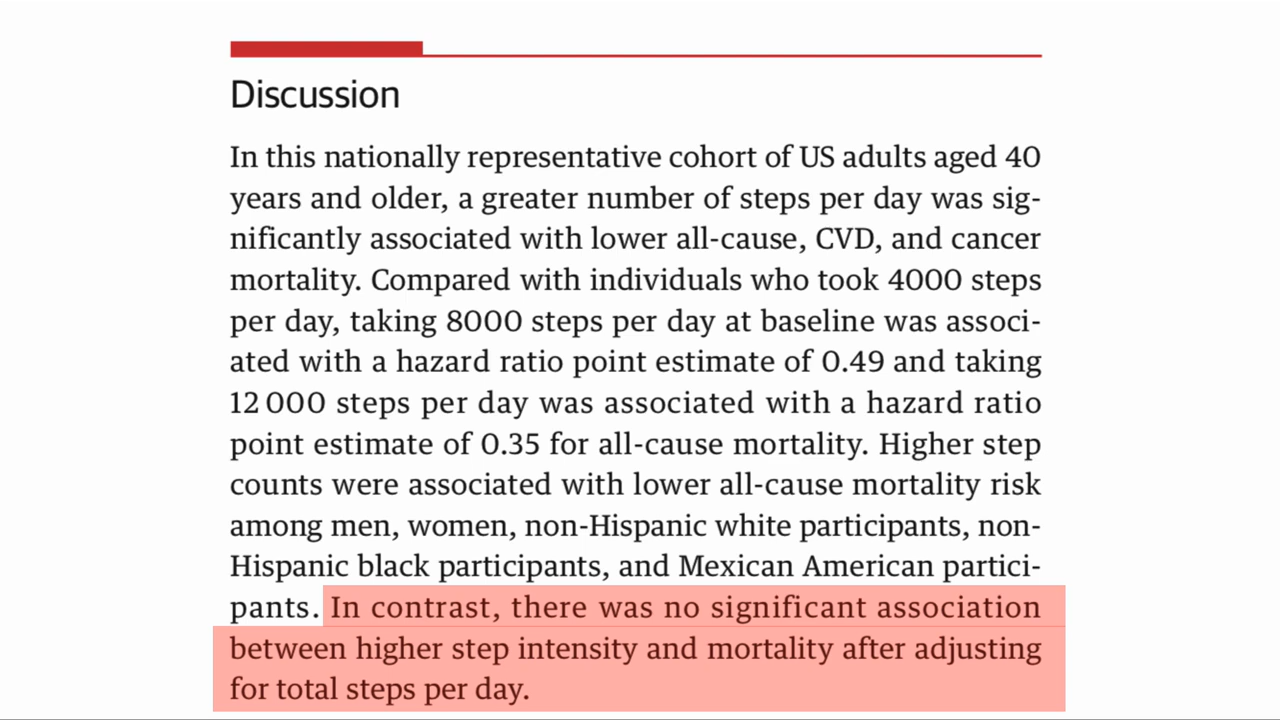 Discussion
In this nationally representative cohort of US adults aged 40
years and older, a greater number of steps per day was sig-
nificantly associated with lower all-cause, CVD, and cancer
mortality. Compared with individuals who took 4000 steps
per day, taking 8000 steps per day at baseline was associ-
ated with a hazard ratio point estimate of 0.49 and taking
12 000 steps per day was associated with a hazard ratio
point estimate of 0.35 for all-cause mortality. Higher step
counts were associated with lower all-cause mortality risk
among men, women, non-Hispanic white participants, non-
Hispanic black participants, and Mexican American partici-
pants. In contrast, there was no significant association
between higher step intensity and mortality after adjusting
for total steps per day.